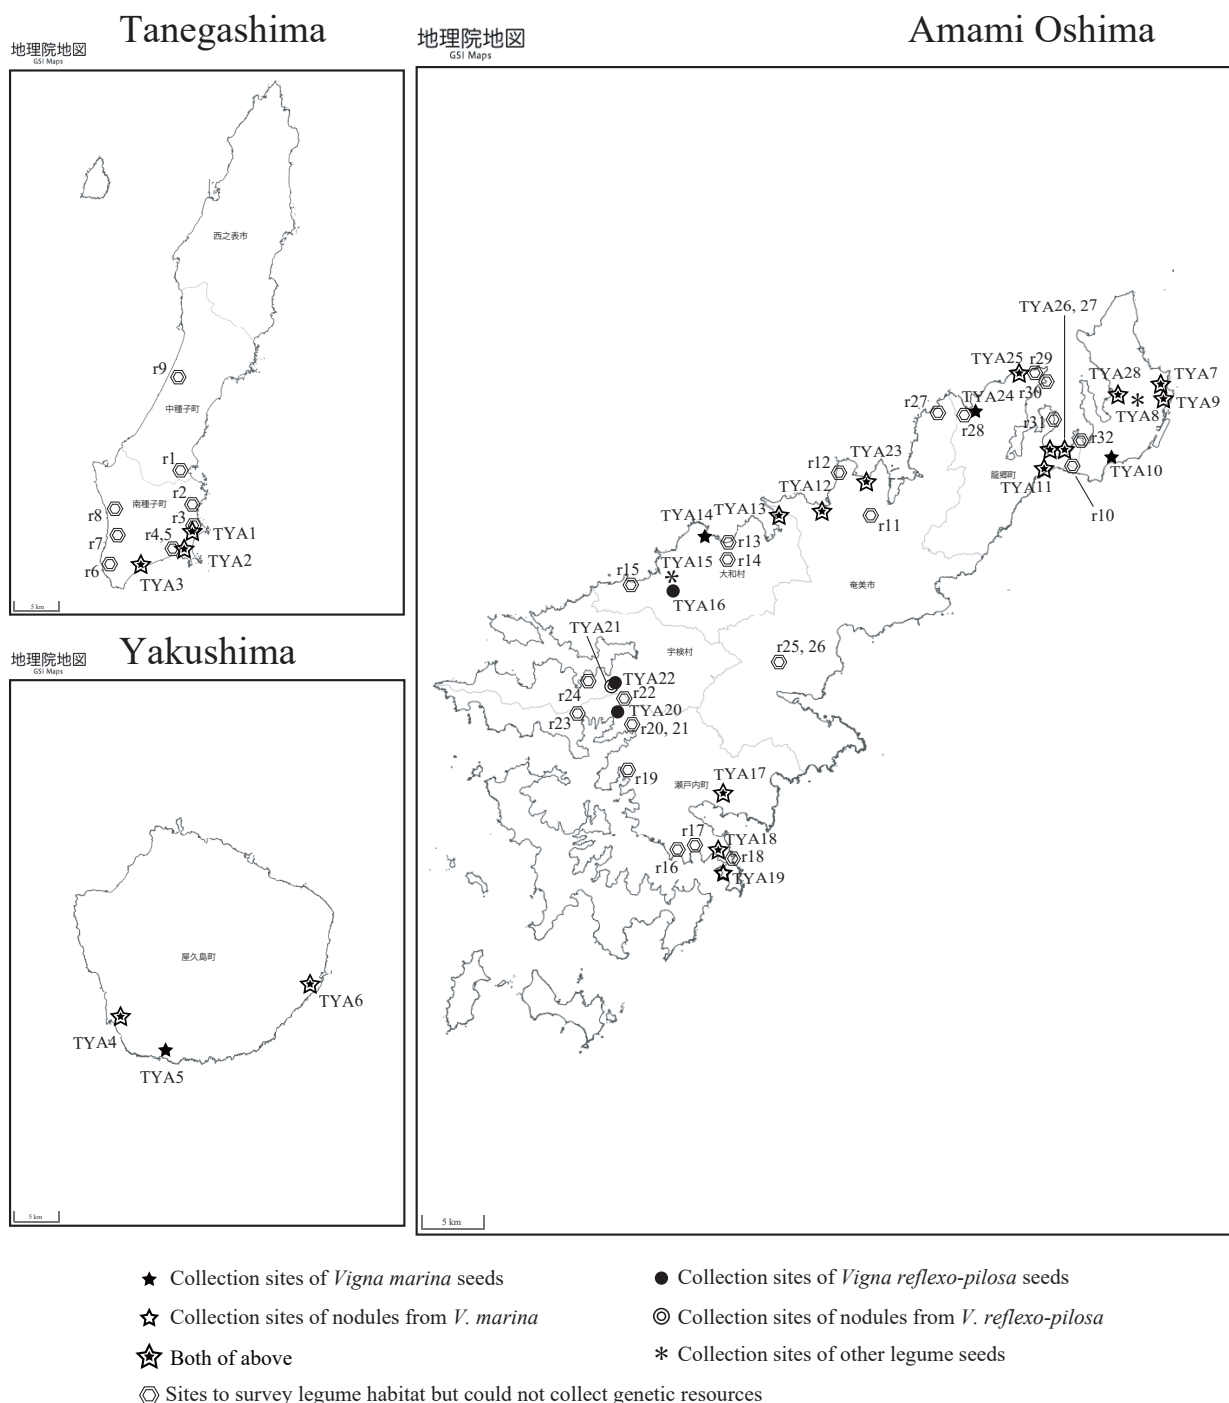 Tanegashima
地理院地図
GSI Maps
西之表市
r9
中種子町
r1
南種子町
r2
r8
r3
r4,5
TYA1
r7
TYA2
r6
TYA3
5 km
Yakushima
地理院地図
GSI Maps
屋久島町
TYA6
TYA4
TYA5
5 km
Amami Oshima
地理院地図
GSI Maps
TYA26, 27
TYA25
r29
TYA28
TYA7
r30
TYA24
r27
TYA8
TYA9
r28
r31
r32
TYA23
r12
龍郷町
TYA10
TYA11
TYA12
TYA14
TYA13
r10
r11
r13
TYA15
r14
大和村
r15
奄美市
TYA16
TYA21
宇検村
r25, 26
TYA22
r24
r22
TYA20
r23
r20, 21
r19
TYA17
瀬戸内町
r17
TYA18
r16
r18
TYA19
5 km
Collection sites of Vigna marina seeds
Collection sites of nodules from V. marina
Both of above
Sites to survey legume habitat but could not collect genetic resources
Collection sites of Vigna reflexo-pilosa seeds
Collection sites of nodules from V. reflexo-pilosa
Collection sites of other legume seeds